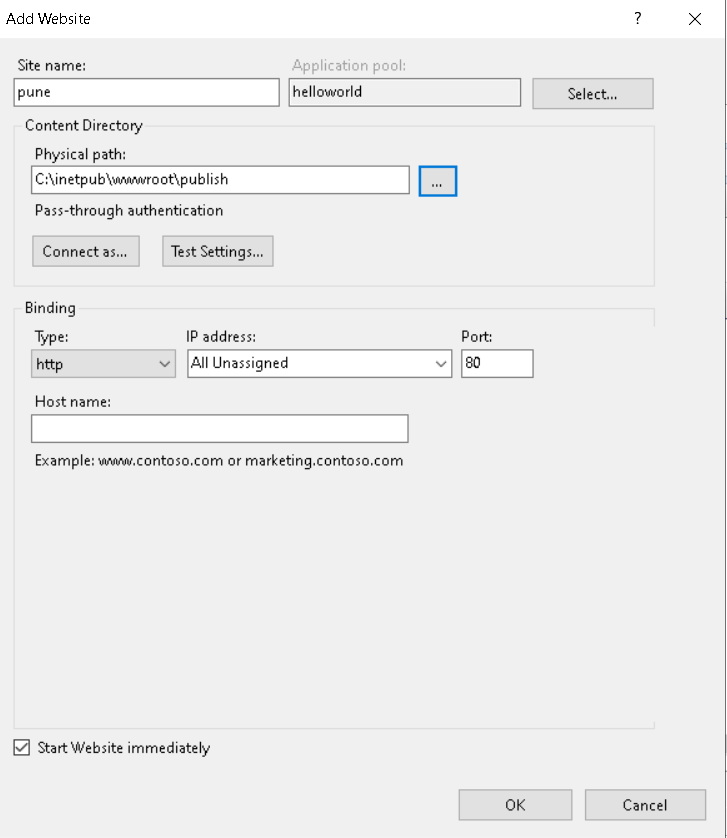 Add Website
?
Site name:
Application pool:
pune
helloworld
Select...
Content Directory
Physical path:
C:\inetpub\wwwroot\publish
...
Pass-through authentication
Connect as...
Test Settings...
Binding
Type:
IP address:
Port:
http
All Unassigned
80
Host name:
Example: www.contoso.com or marketing.contoso.com
Start Website immediately
OK
Cancel